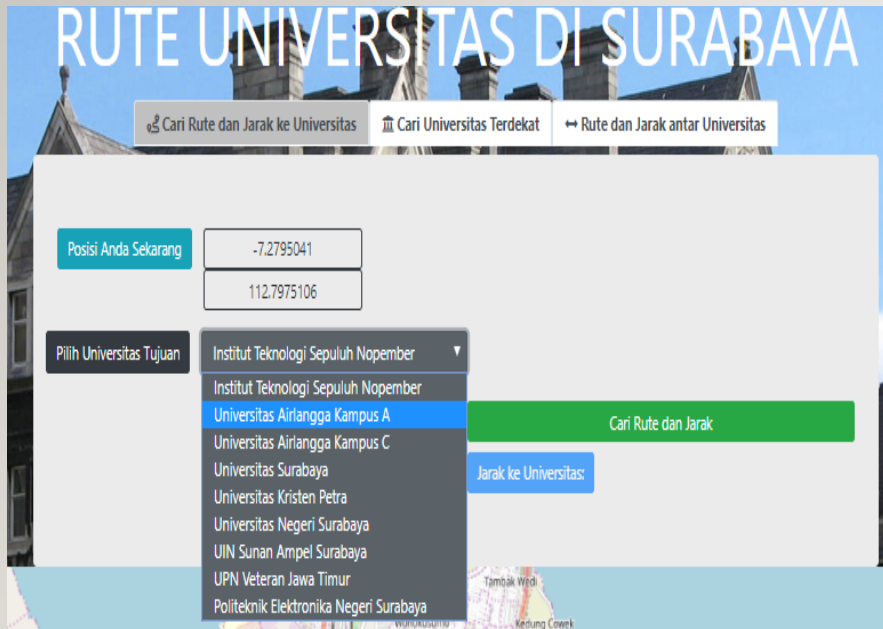 RUTE UNIVERSITAS DI SURABAYA
Cari Rute dan Jarak ke Universitas
Cari Universitas Terdekat
Rute dan Jarak antar Universitas
Posisi Anda Sekarang
-7.2795041
112.7975106
Pilih Universitas Tujuan
Institut Teknologi Sepuluh Nopember
Institut Teknologi Sepuluh Nopember
Universitas Airlangga Kampus A
Universitas Airlangga Kampus C
Universitas Surabaya
Universitas Kristen Petra
Universitas Negeri Surabaya
UIN Sunan Ampel Surabaya
UPN Veteran Jawa Timur
Politeknik Elektronika Negeri Surabaya
Cari Rute dan Jarak
Jarak ke Universitas:
Tambak Wedi
Kedung Cowek